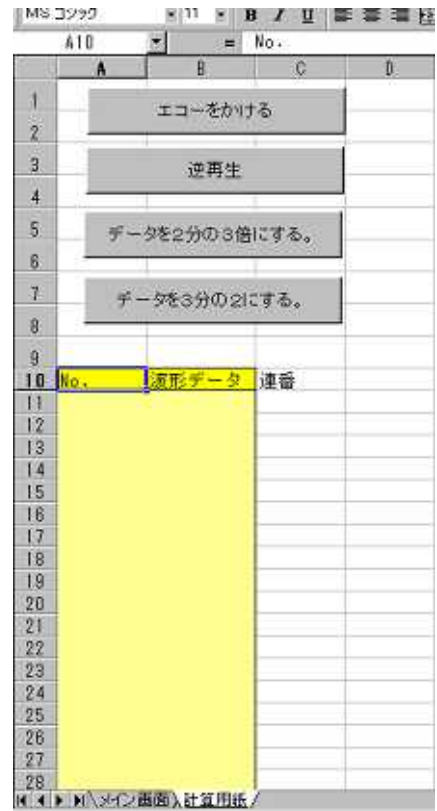 MS ゴシック 11 B I U
A10 = No.
A B C D
1 エコーをかける
2
3 逆再生
4
5 データを2分の3倍にする。
6
7 データを3分の2にする。
8
9
10 No. 波形データ 連番
11
12
13
14
15
16
17
18
19
20
21
22
23
24
25
26
27
28
メイン画面 計算用紙